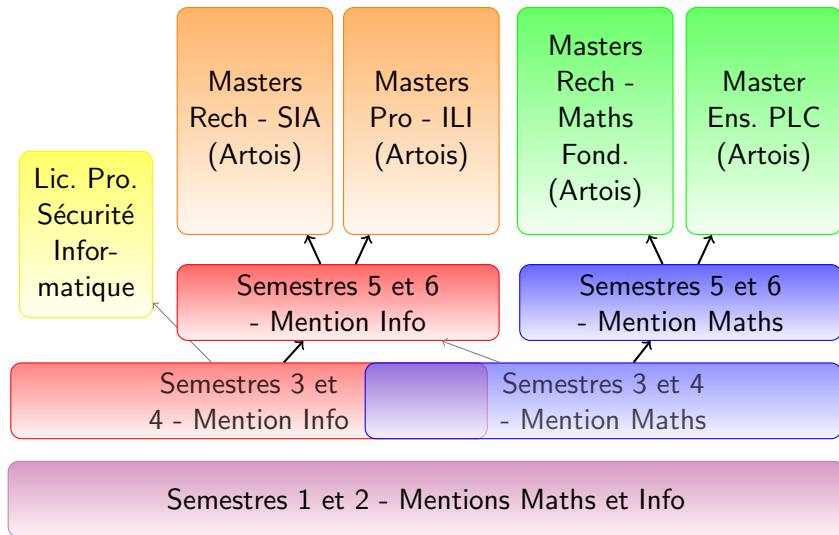 Masters
Rech - SIA
(Artois)
Masters
Pro - ILI
(Artois)
Masters
Rech -
Maths
Fond.
(Artois)
Master
Ens. PLC
(Artois)
Lic. Pro.
Sécurité
Infor-
matique
Semestres 5 et 6
- Mention Info
Semestres 5 et 6
- Mention Maths
Semestres 3 et
4 - Mention Info
Semestres 3 et 4
- Mention Maths
Semestres 1 et 2 - Mentions Maths et Info